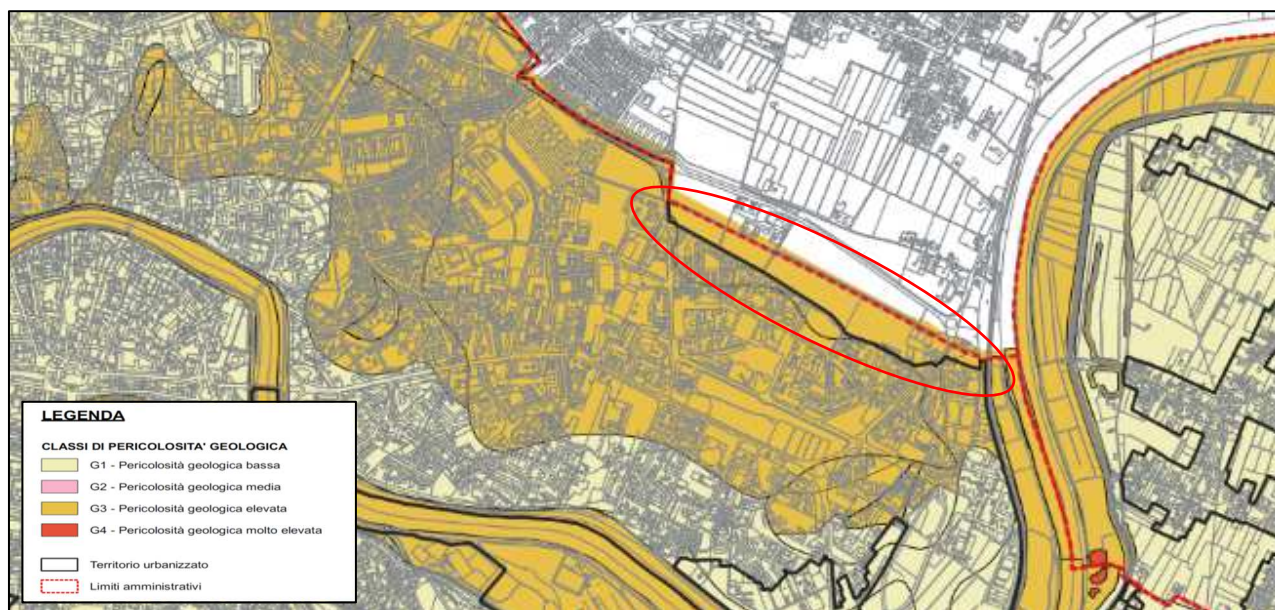 LEGENDA
CLASSI DI PERICOLOSITA' GEOLOGICA
G1 - Pericolosità geologica bassa
G2 - Pericolosità geologica media
G3 - Pericolosità geologica elevata
G4 - Pericolosità geologica molto elevata
Territorio urbanizzato
Limiti amministrativi